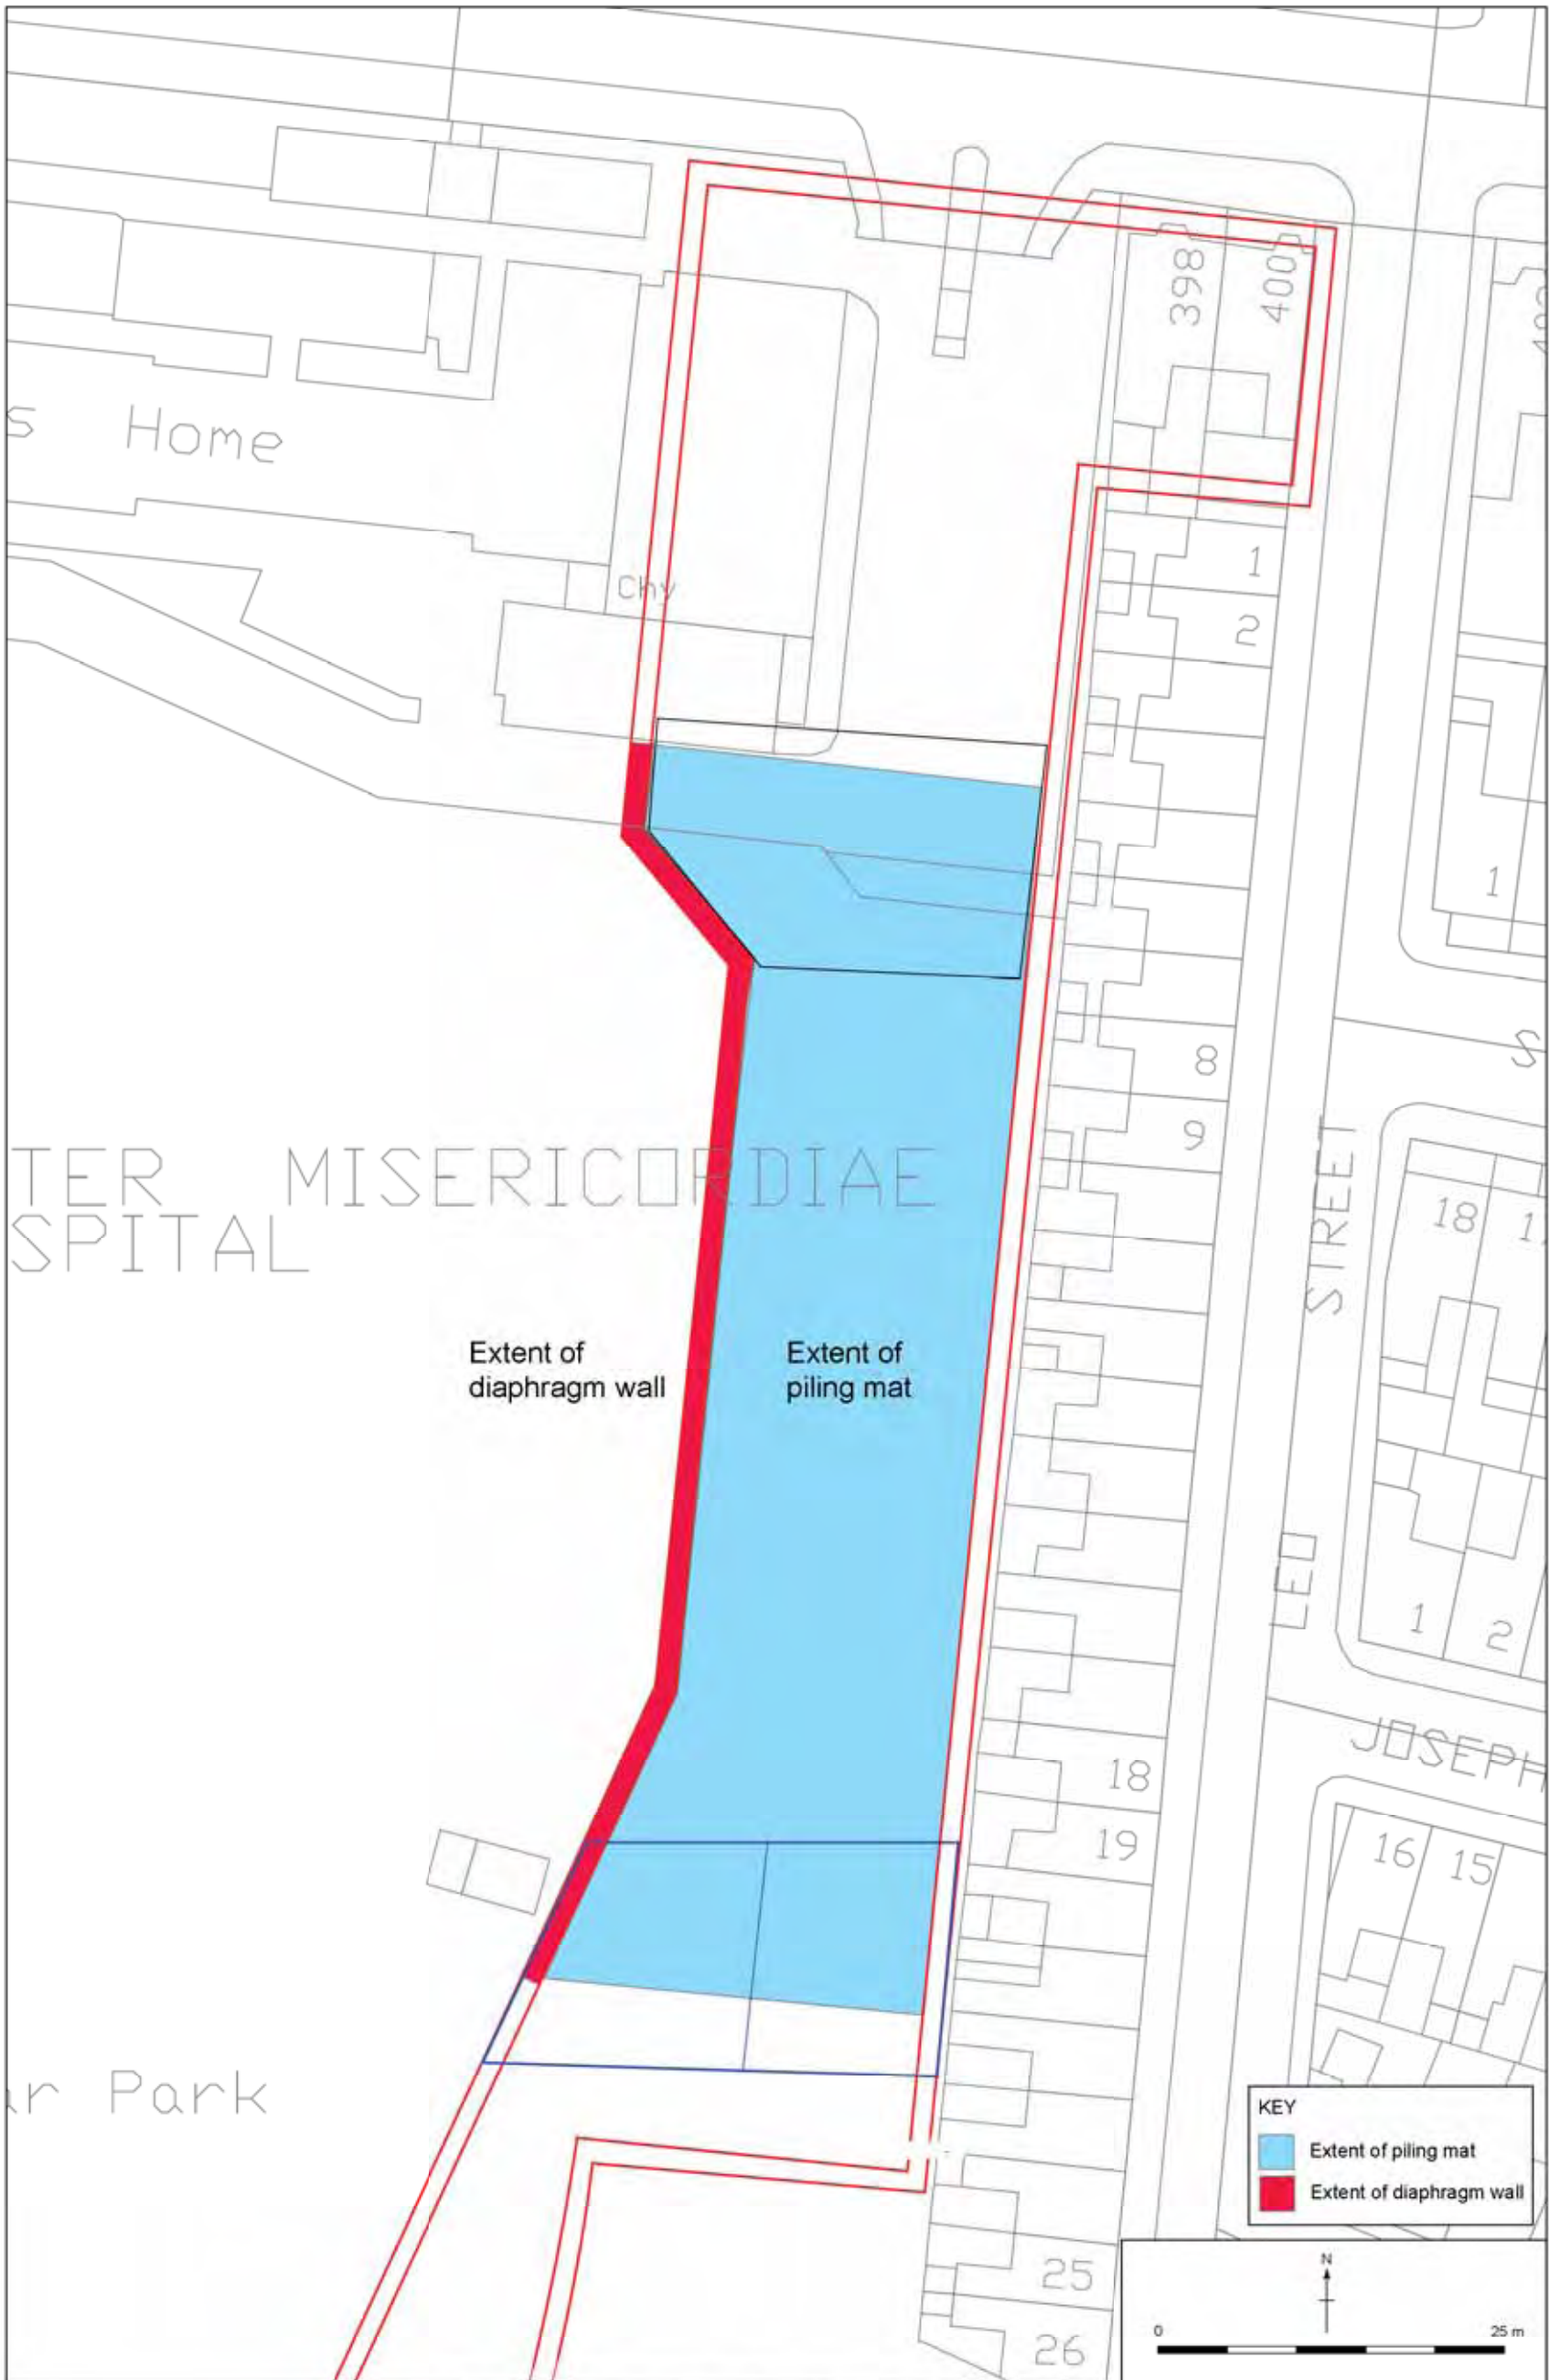 398
400
s Home
Chy
1
2
1
8
9
S
TER MISERICORDIAE
SPITAL
STREET
18
1
Extent of
diaphragm wall
Extent of
piling mat
LEO
1
2
JOSEPH
18
19
16
15
r Park
KEY
Extent of piling mat
Extent of diaphragm wall
25
26
N
0
25 m